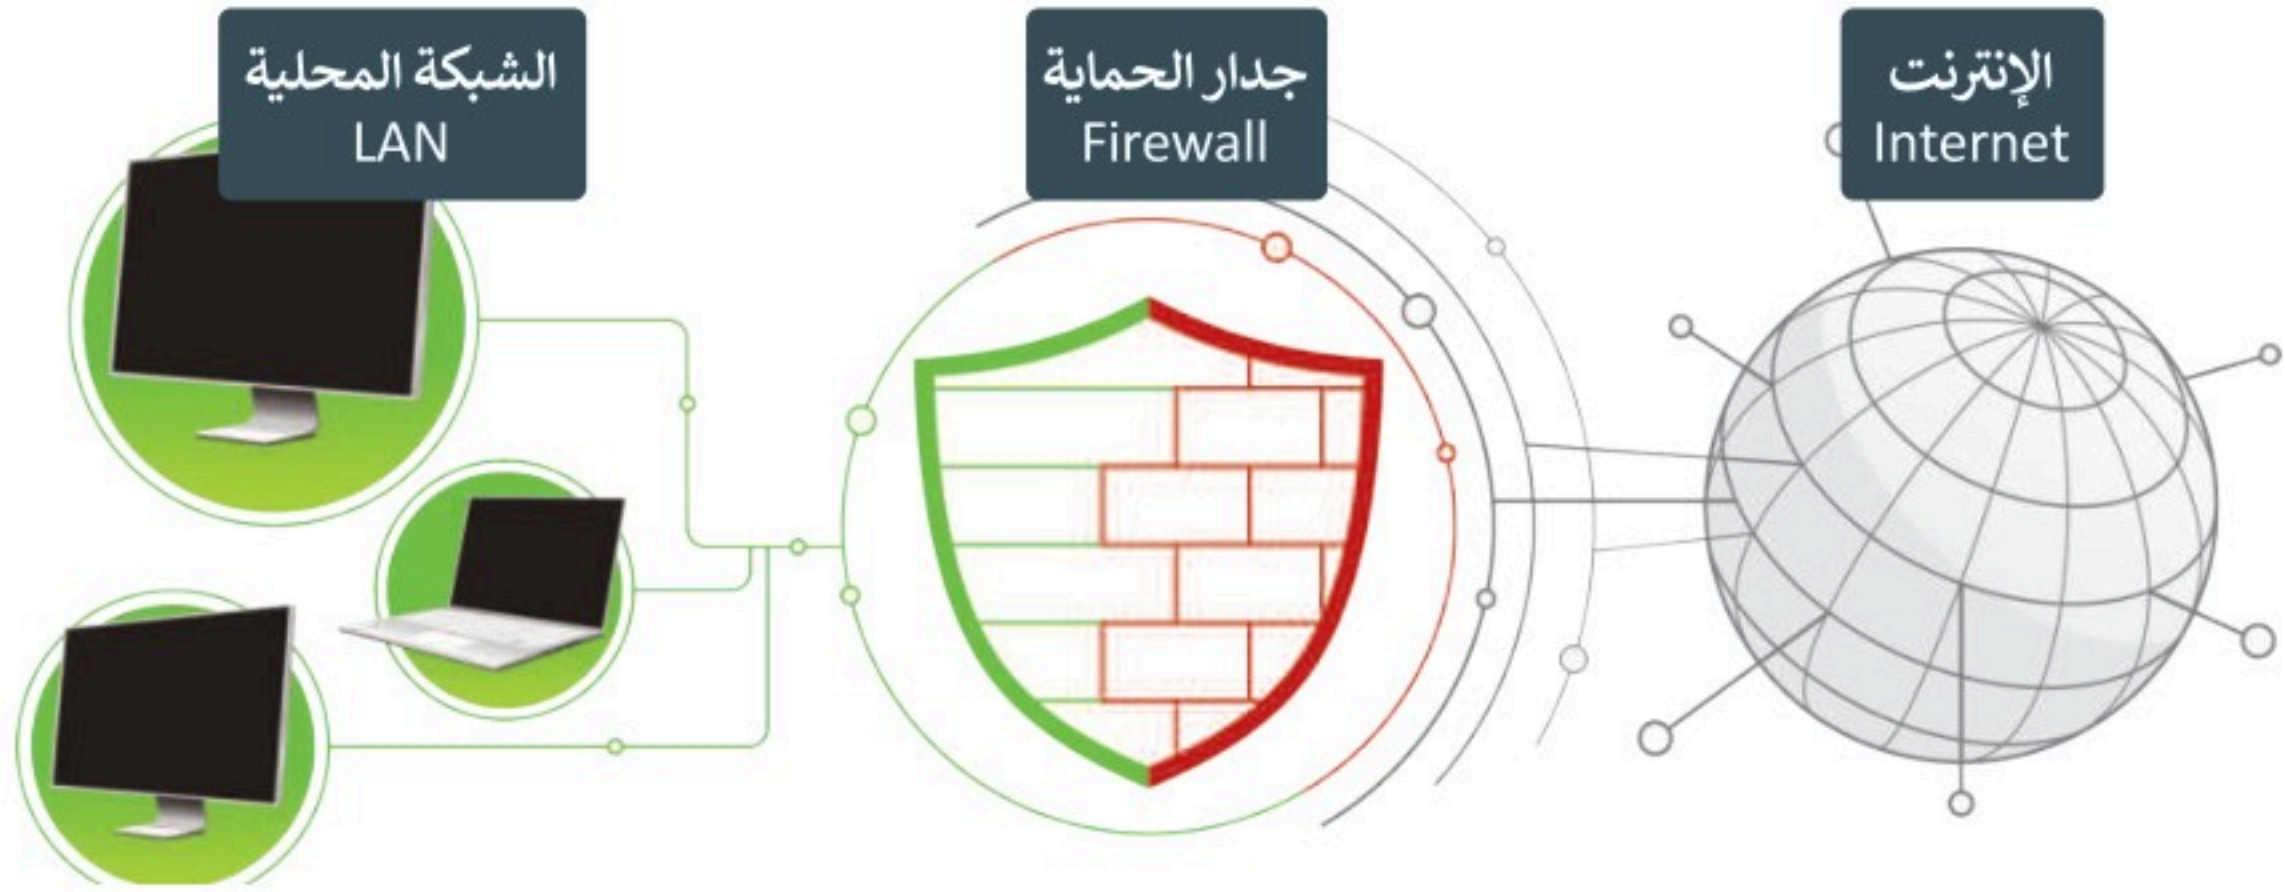 الشبكة المحلية
LAN
جدار الحماية
Firewall
الإنترنت
Internet